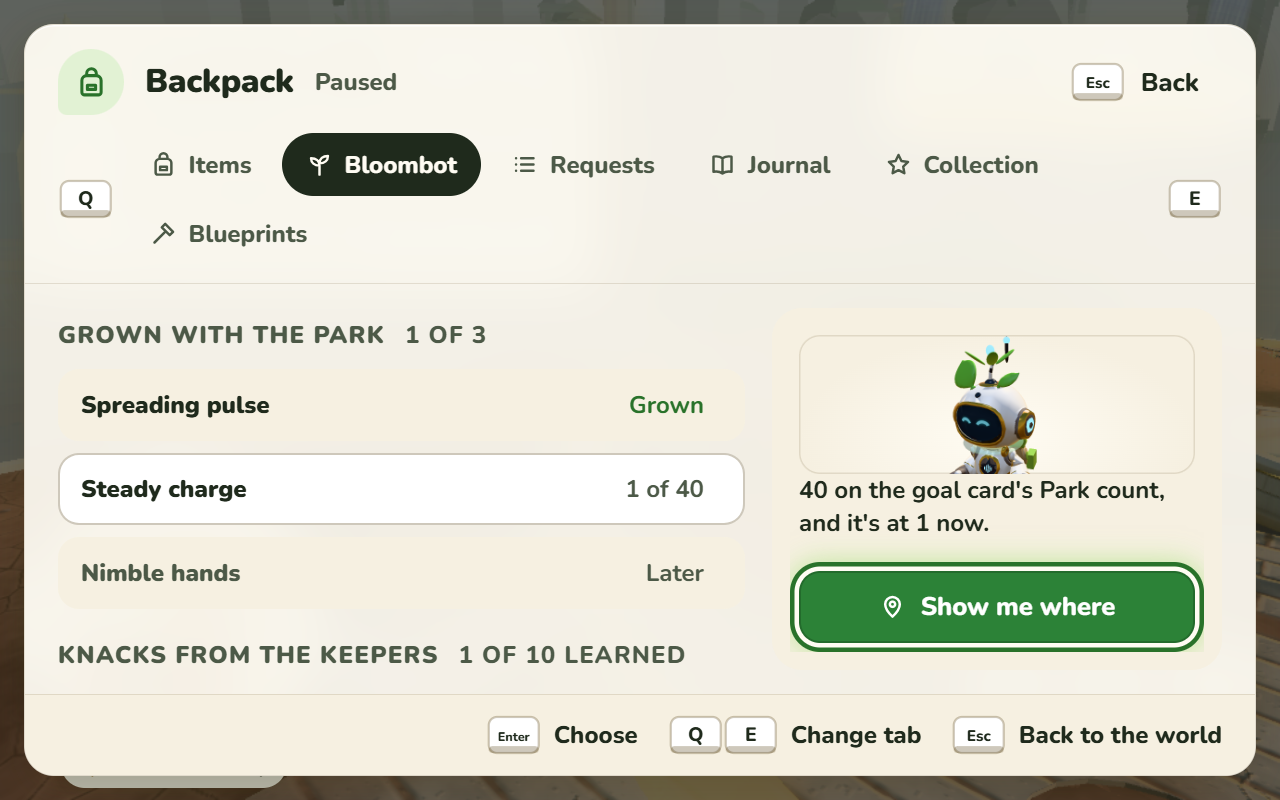 Backpack Paused
Esc Back
Items Bloombot Requests Journal Collection
Q E
Blueprints
GROWN WITH THE PARK 1 OF 3
Spreading pulse Grown
Steady charge 1 of 40
Nimble hands Later
KNACKS FROM THE KEEPERS 1 OF 10 LEARNED
40 on the goal card's Park count,
and it's at 1 now.
Show me where
Enter Choose Q E Change tab Esc Back to the world